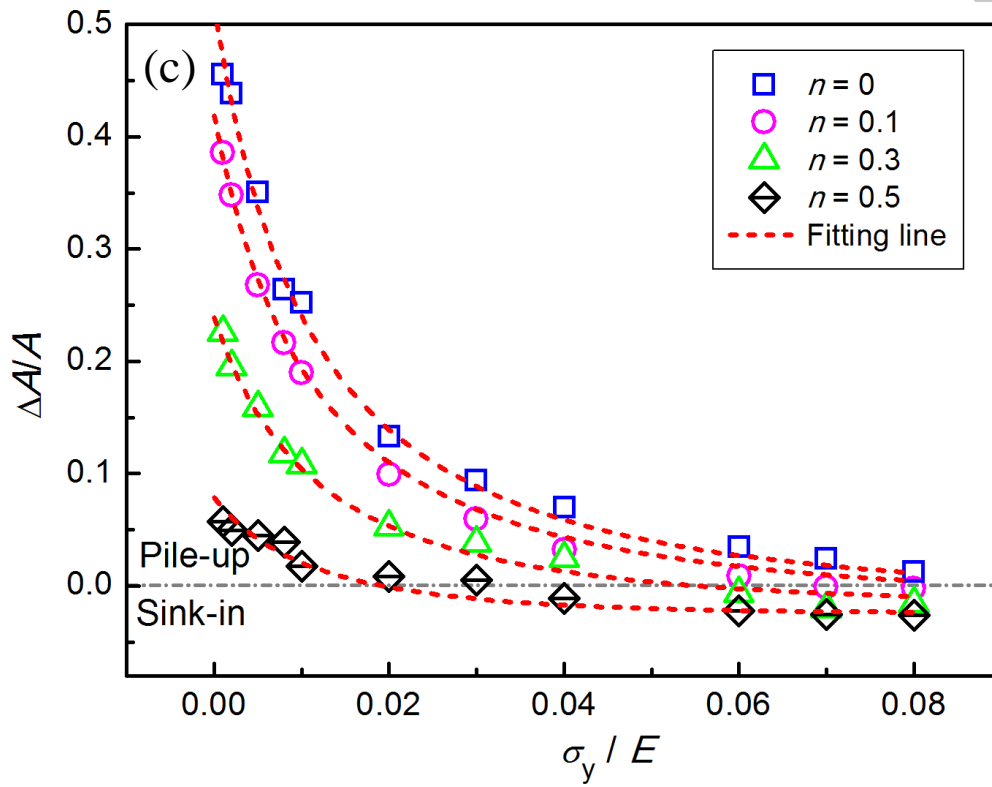 (c)
n = 0
n = 0.1
n = 0.3
n = 0.5
Fitting line
0.5
0.4
0.3
0.2
0.1
0.0
ΔA/A
Pile-up
Sink-in
0.00 0.02 0.04 0.06 0.08
σy / E